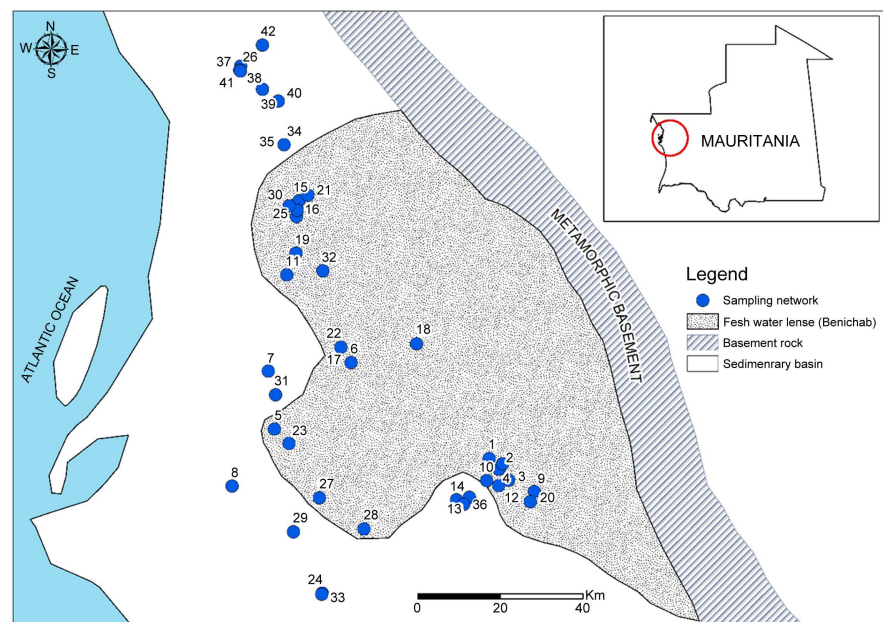 N
W E
S
42
37 26
41 38
39 40
35 34
30 15 21
25 16
19
11 32
22 18
17 6
7
31
5
23
1
2
10 4 3 9
14 12 20
13 36
8
27
28
29
24
33
ATLANTIC OCEAN
METAMORPHIC BASEMENT
MAURITANIA
Legend
Sampling network
Fesh water lense (Benichab)
Basement rock
Sedimenrary basin
Km
0 20 40